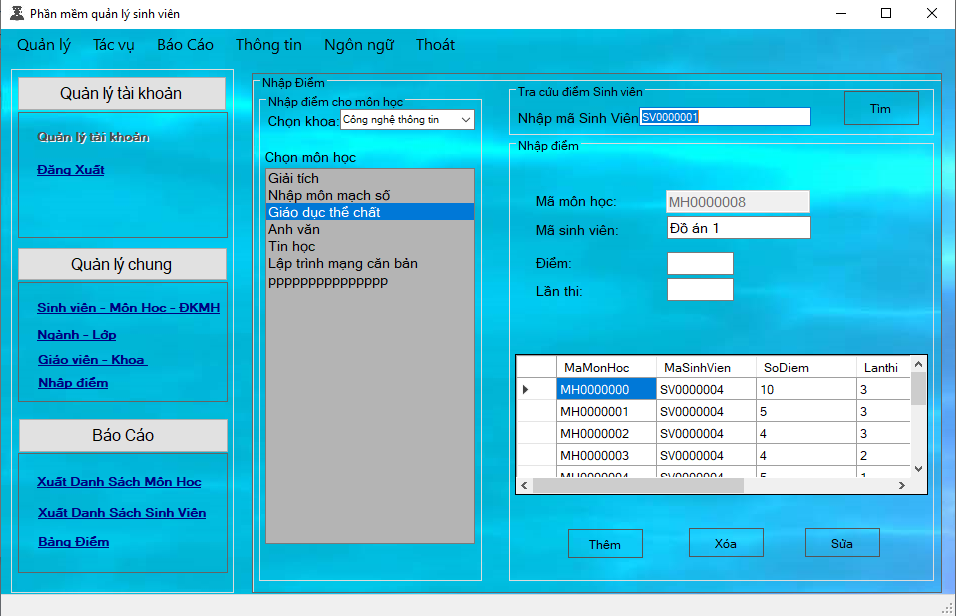 Phần mềm quản lý sinh viên
Quản lý Tác vụ Báo Cáo Thông tin Ngôn ngữ Thoát
Quản lý tài khoản
Quản lý tài khoản
Đăng Xuất
Quản lý chung
Sinh viên - Môn Học - ĐKMH
Ngành - Lớp
Giáo viên - Khoa
Nhập điểm
Báo Cáo
Xuất Danh Sách Môn Học
Xuất Danh Sách Sinh Viên
Bảng Điểm
Nhập Điểm
Nhập điểm cho môn học
Chọn khoa: Công nghệ thông tin
Chọn môn học
Giải tích
Nhập môn mạch số
Giáo dục thể chất
Anh văn
Tin học
Lập trình mạng căn bản
ppppppppppppppp
Tra cứu điểm Sinh viên
Nhập mã Sinh Viên SV0000001 Tìm
Nhập điểm
Mã môn học: MH0000008
Mã sinh viên: Đồ án 1
Điểm:
Lần thi:
MaMonHoc MaSinhVien SoDiem Lanthi
MH0000000 SV0000004 10 3
MH0000001 SV0000004 5 3
MH0000002 SV0000004 4 3
MH0000003 SV0000004 4 2
MH0000004 SV0000004 5 1
Thêm Xóa Sửa